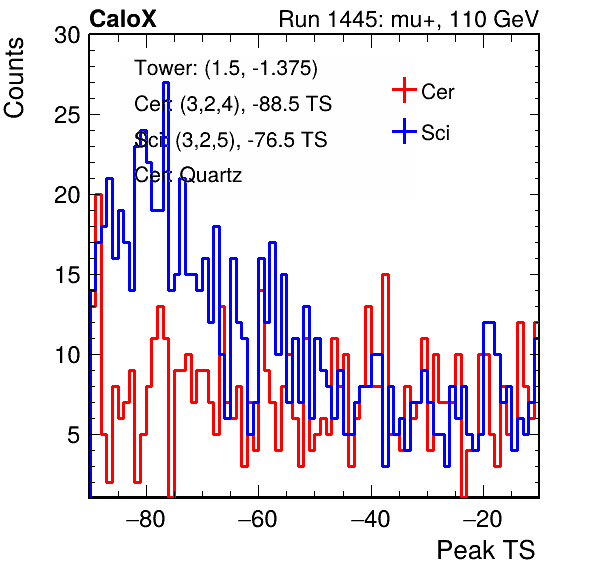 CaloX Run 1445: mu+, 110 GeV
Counts
30
25
20
15
10
5
Tower: (1.5, -1.375)
Cer: (3,2,4), -88.5 TS
Sci: (3,2,5), -76.5 TS
Cer: Quartz
Cer
Sci
−80 −60 −40 −20
Peak TS